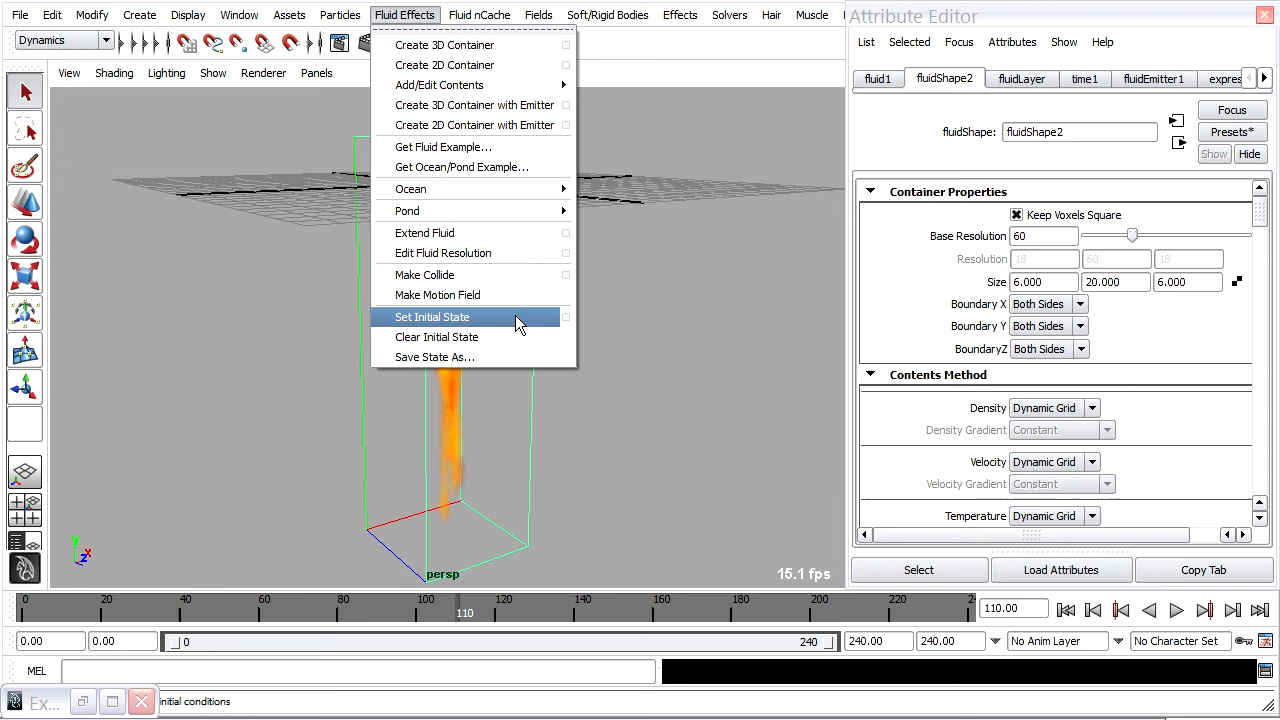 File Edit Modify Create Display Window Assets Particles Fluid Effects Fluid nCache Fields Soft/Rigid Bodies Effects Solvers Hair Muscle
Attribute Editor
Dynamics
List Selected Focus Attributes Show Help
View Shading Lighting Show Renderer Panels
Create 3D Container
Create 2D Container
Add/Edit Contents
Create 3D Container with Emitter
Create 2D Container with Emitter
Get Fluid Example...
Get Ocean/Pond Example...
Ocean
Pond
Extend Fluid
Edit Fluid Resolution
Make Collide
Make Motion Field
Set Initial State
Clear Initial State
Save State As...
fluid1 fluidShape2 fluidLayer time1 fluidEmitter1 expres
Focus
fluidShape: fluidShape2
Presets*
Show Hide
Container Properties
Keep Voxels Square
Base Resolution 60
Resolution 18 60 18
Size 6.000 20.000 6.000
Boundary X Both Sides
Boundary Y Both Sides
BoundaryZ Both Sides
Contents Method
Density Dynamic Grid
Density Gradient Constant
Velocity Dynamic Grid
Velocity Gradient Constant
Temperature Dynamic Grid
Select Load Attributes Copy Tab
y x z
persp
15.1 fps
0 20 40 60 80 100 120 140 160 180 200 220 24
110
110.00
0.00 0.00 0 240 240.00 240.00 No Anim Layer No Character Set
MEL
Ex... initial conditions